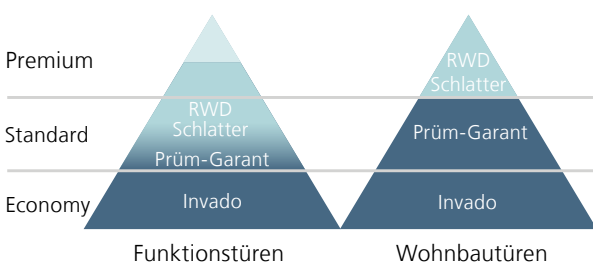 Premium
RWD
Schlatter
RWD
Schlatter
Standard
Prüm-Garant
Prüm-Garant
Economy
Invado
Invado
Funktionstüren
Wohnbautüren